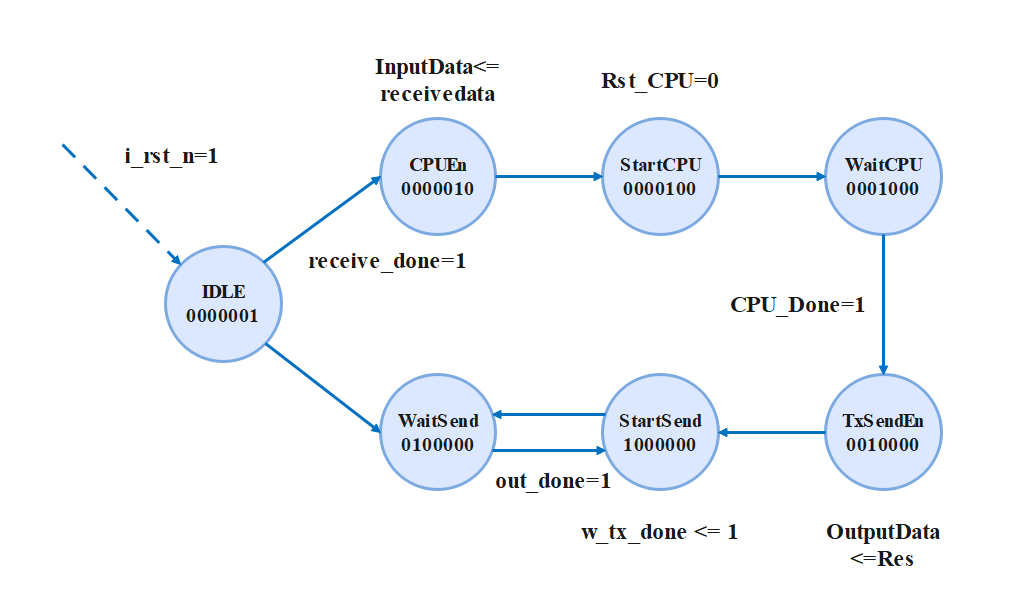 InputData<=
receivedata
Rst_CPU=0
i_rst_n=1
CPUEn
0000010
StartCPU
0000100
WaitCPU
0001000
receive_done=1
IDLE
0000001
CPU_Done=1
WaitSend
0100000
StartSend
1000000
TxSendEn
0010000
out_done=1
w_tx_done <= 1
OutputData
<=Res